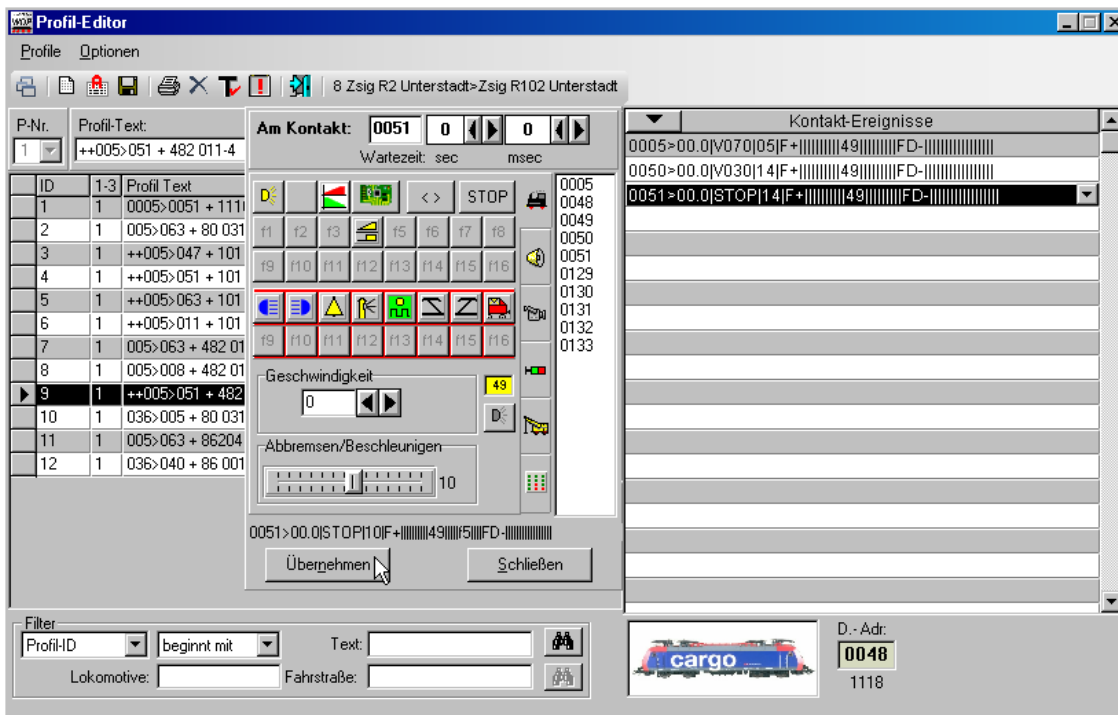 Profil-Editor
Profile Optionen
8 Zsig R2 Unterstadt>Zsig R102 Unterstadt
P-Nr. Profil-Text:
1 ++005>051 + 482 011-4
ID 1-3 Profil Text
1 1 0005>0051 + 1110
2 1 005>063 + 80 031
3 1 ++005>047 + 101
4 1 ++005>051 + 101
5 1 ++005>063 + 101
6 1 ++005>011 + 101
7 1 005>063 + 482 01
8 1 005>008 + 482 01
9 1 ++005>051 + 482
10 1 036>005 + 80 031
11 1 005>063 + 86204
12 1 036>040 + 86 001
Am Kontakt: 0051 0 0
Wartezeit: sec msec
< > STOP
f1 f2 f3 f5 f6 f7 f8
f9 f10 f11 f12 f13 f14 f15 f16
f9 f10 f11 f12 f13 f14 f15 f16
Geschwindigkeit
0
49
Abbremsen/Beschleunigen
10
0005
0048
0049
0050
0051
0129
0130
0131
0132
0133
0051>00.0|STOP|10|F+||||||||||49|||||f5||||FD-||||||||||||||||
Übernehmen Schließen
Kontakt-Ereignisse
0005>00.0|V070|05|F+||||||||||49|||||||||FD-||||||||||||||||
0050>00.0|V030|14|F+||||||||||49|||||||||FD-||||||||||||||||
0051>00.0|STOP|14|F+||||||||||49|||||||||FD-||||||||||||||||
Filter
Profil-ID beginnt mit Text:
Lokomotive: Fahrstraße:
cargo
D.- Adr:
0048
1118